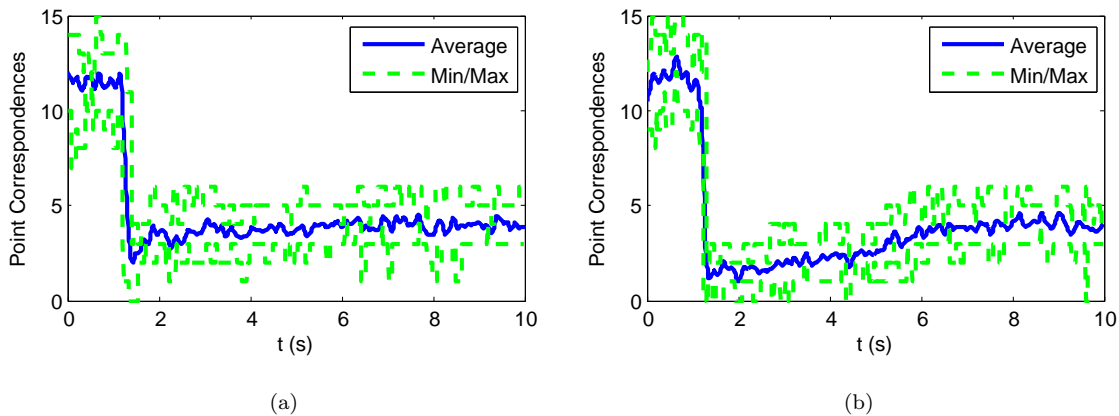 15
10
5
0
Point Correspondences
Average
Min/Max
0 2 4 6 8 10
t (s)
(a)
15
10
5
0
Point Correspondences
Average
Min/Max
0 2 4 6 8 10
t (s)
(b)